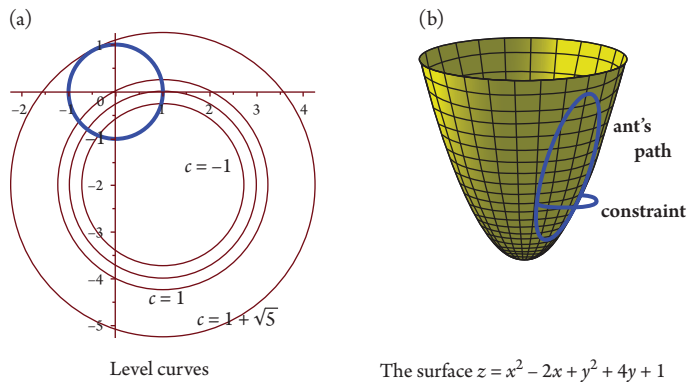 (a)
1
–2
–1
0
1
2
3
4
–1
c = –1
–2
–3
–4
c = 1
c = 1 + √5
–5
Level curves
(b)
ant's
path
constraint
The surface z = x² – 2x + y² + 4y + 1